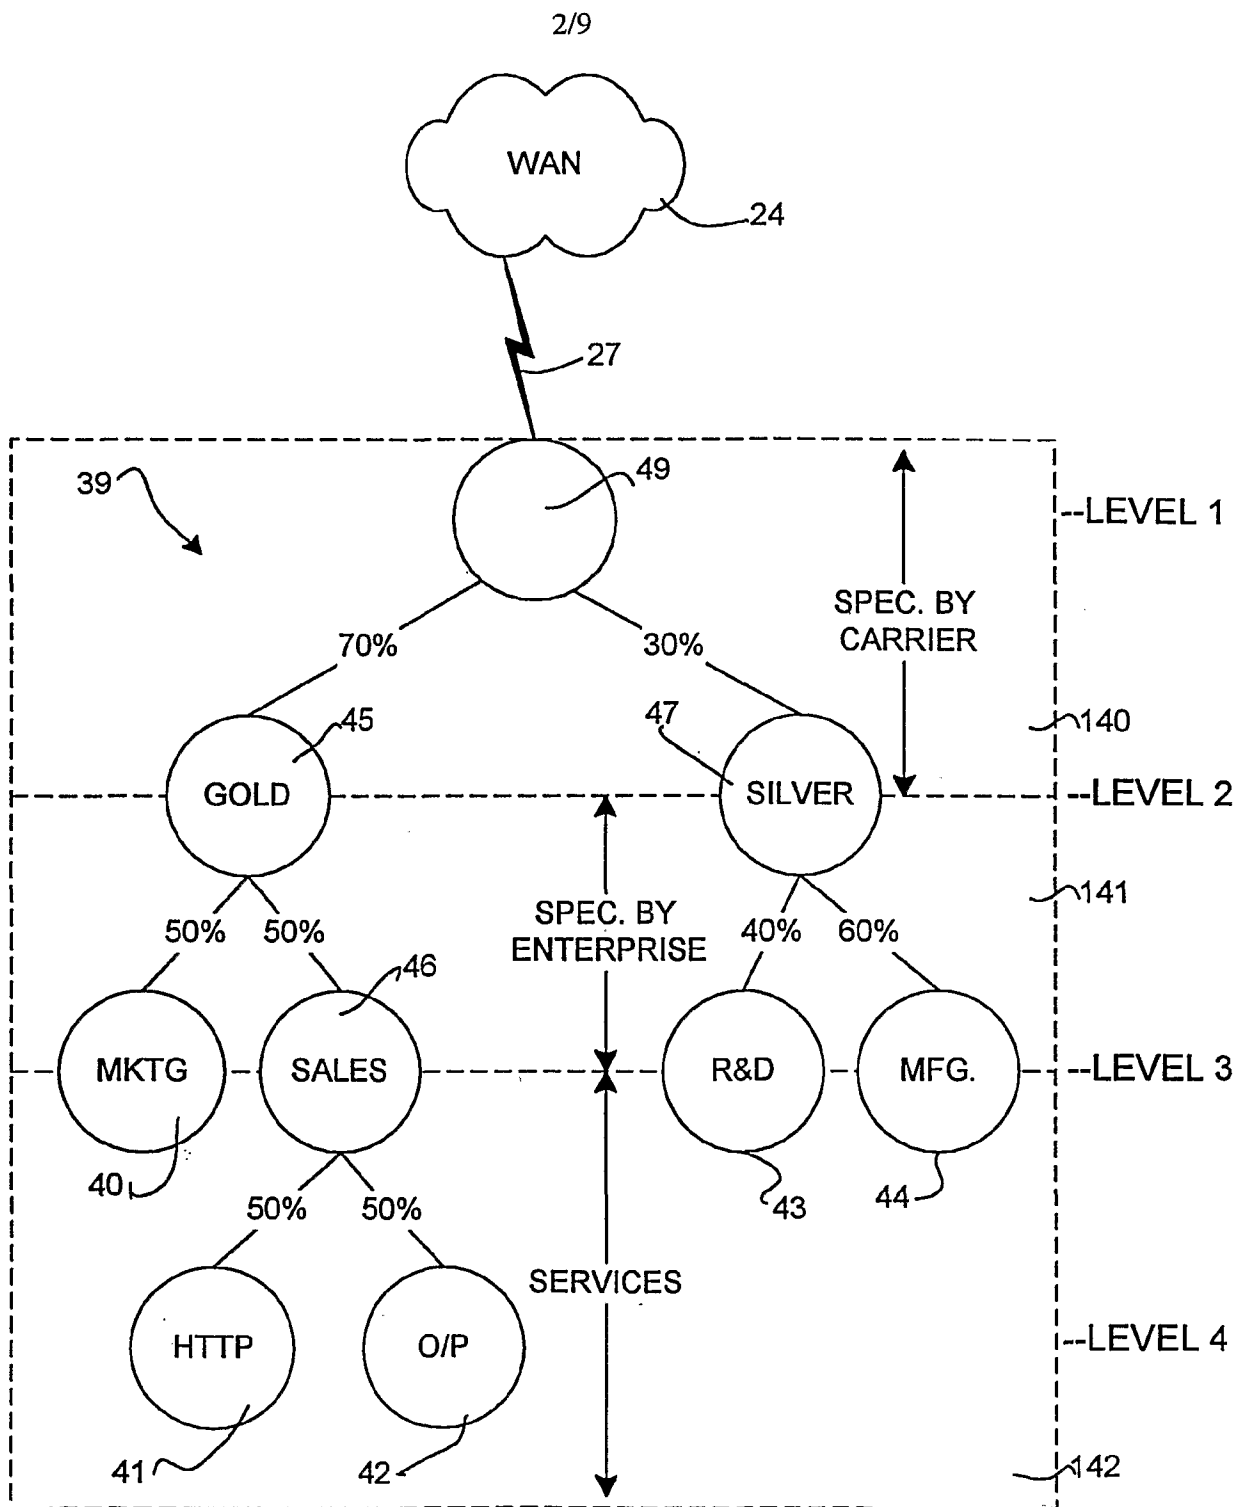 2/9
WAN
24
27
39
49
--LEVEL 1
SPEC. BY
CARRIER
70%
30%
45
47
140
GOLD
SILVER
--LEVEL 2
141
50%
50%
SPEC. BY
ENTERPRISE
40%
60%
46
MKTG
SALES
R&D
MFG.
--LEVEL 3
40
43
44
50%
50%
SERVICES
HTTP
O/P
--LEVEL 4
41
42
142